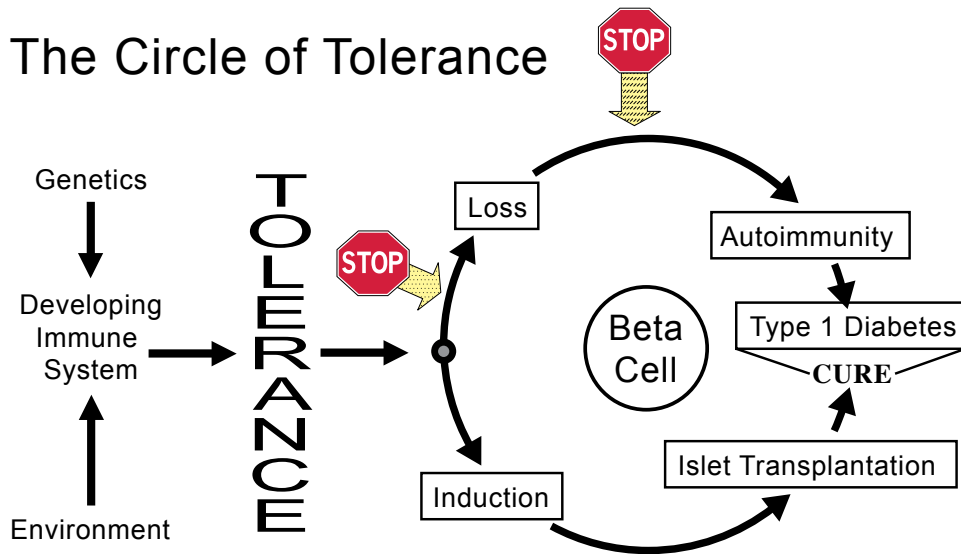 The Circle of Tolerance
STOP
Genetics
Developing
Immune
System
Environment
TOLERANCE
STOP
Loss
Induction
Beta
Cell
Autoimmunity
Type 1 Diabetes
CURE
Islet Transplantation